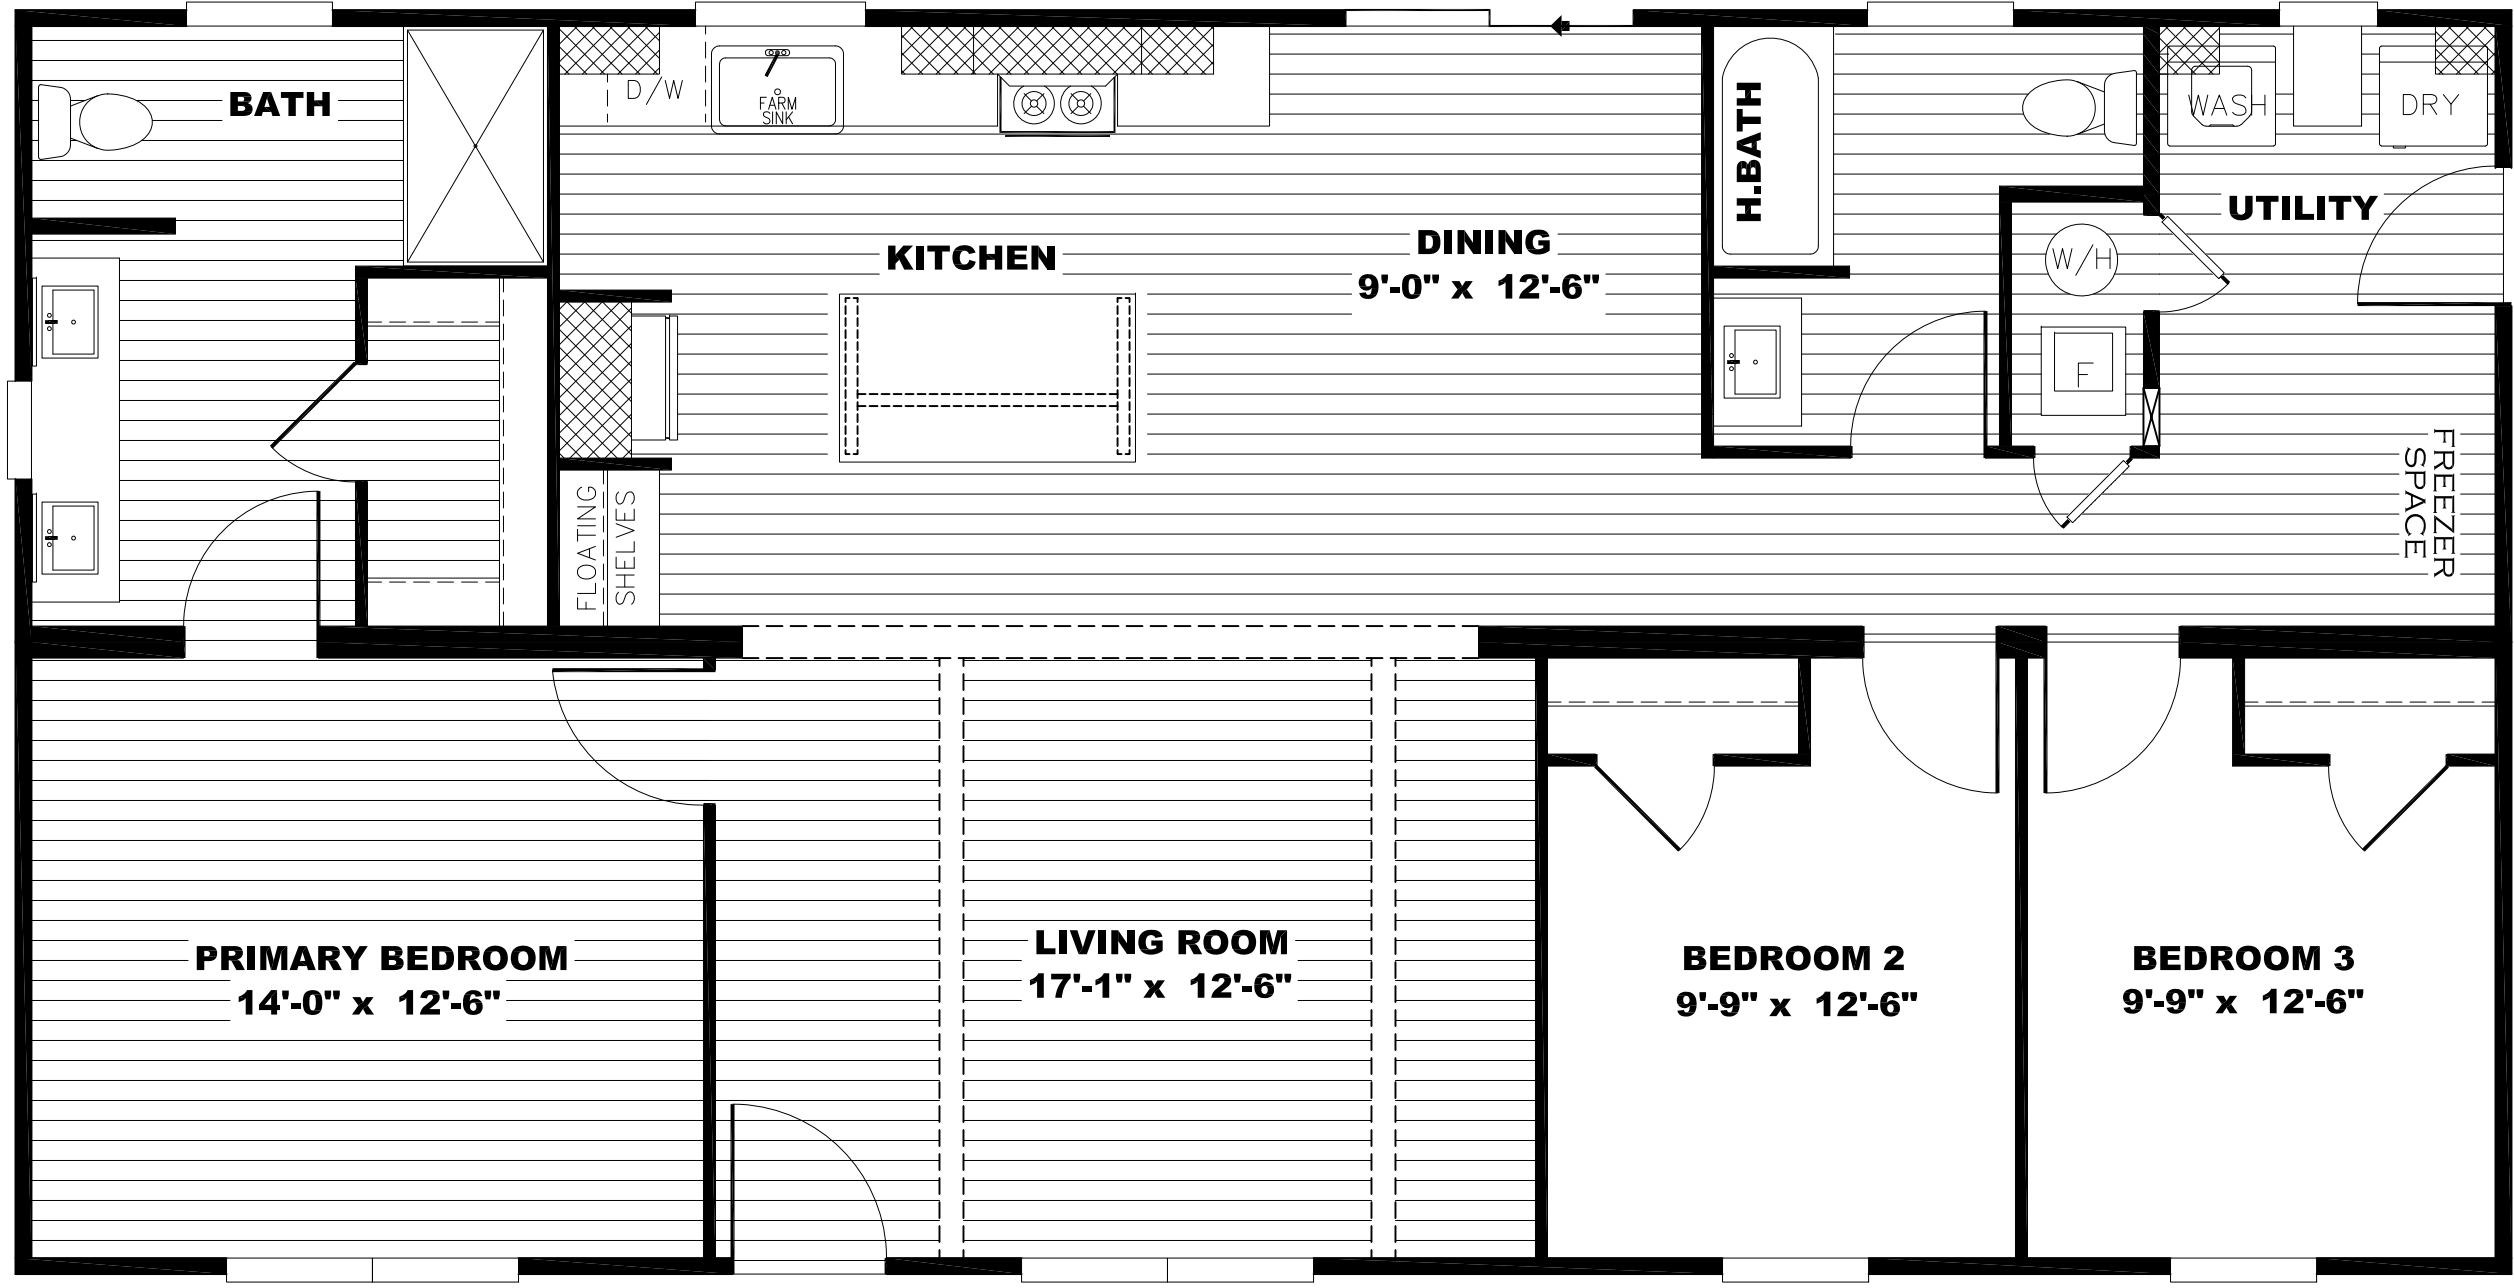 BATH
D/W
FARM
SINK
H.BATH
WASH
DRY
UTILITY
KITCHEN
DINING
9'-0" x 12'-6"
W/H
F
FREEZER
SPACE
FLOATING
SHELVES
PRIMARY BEDROOM
14'-0" x 12'-6"
LIVING ROOM
17'-1" x 12'-6"
BEDROOM 2
9'-9" x 12'-6"
BEDROOM 3
9'-9" x 12'-6"